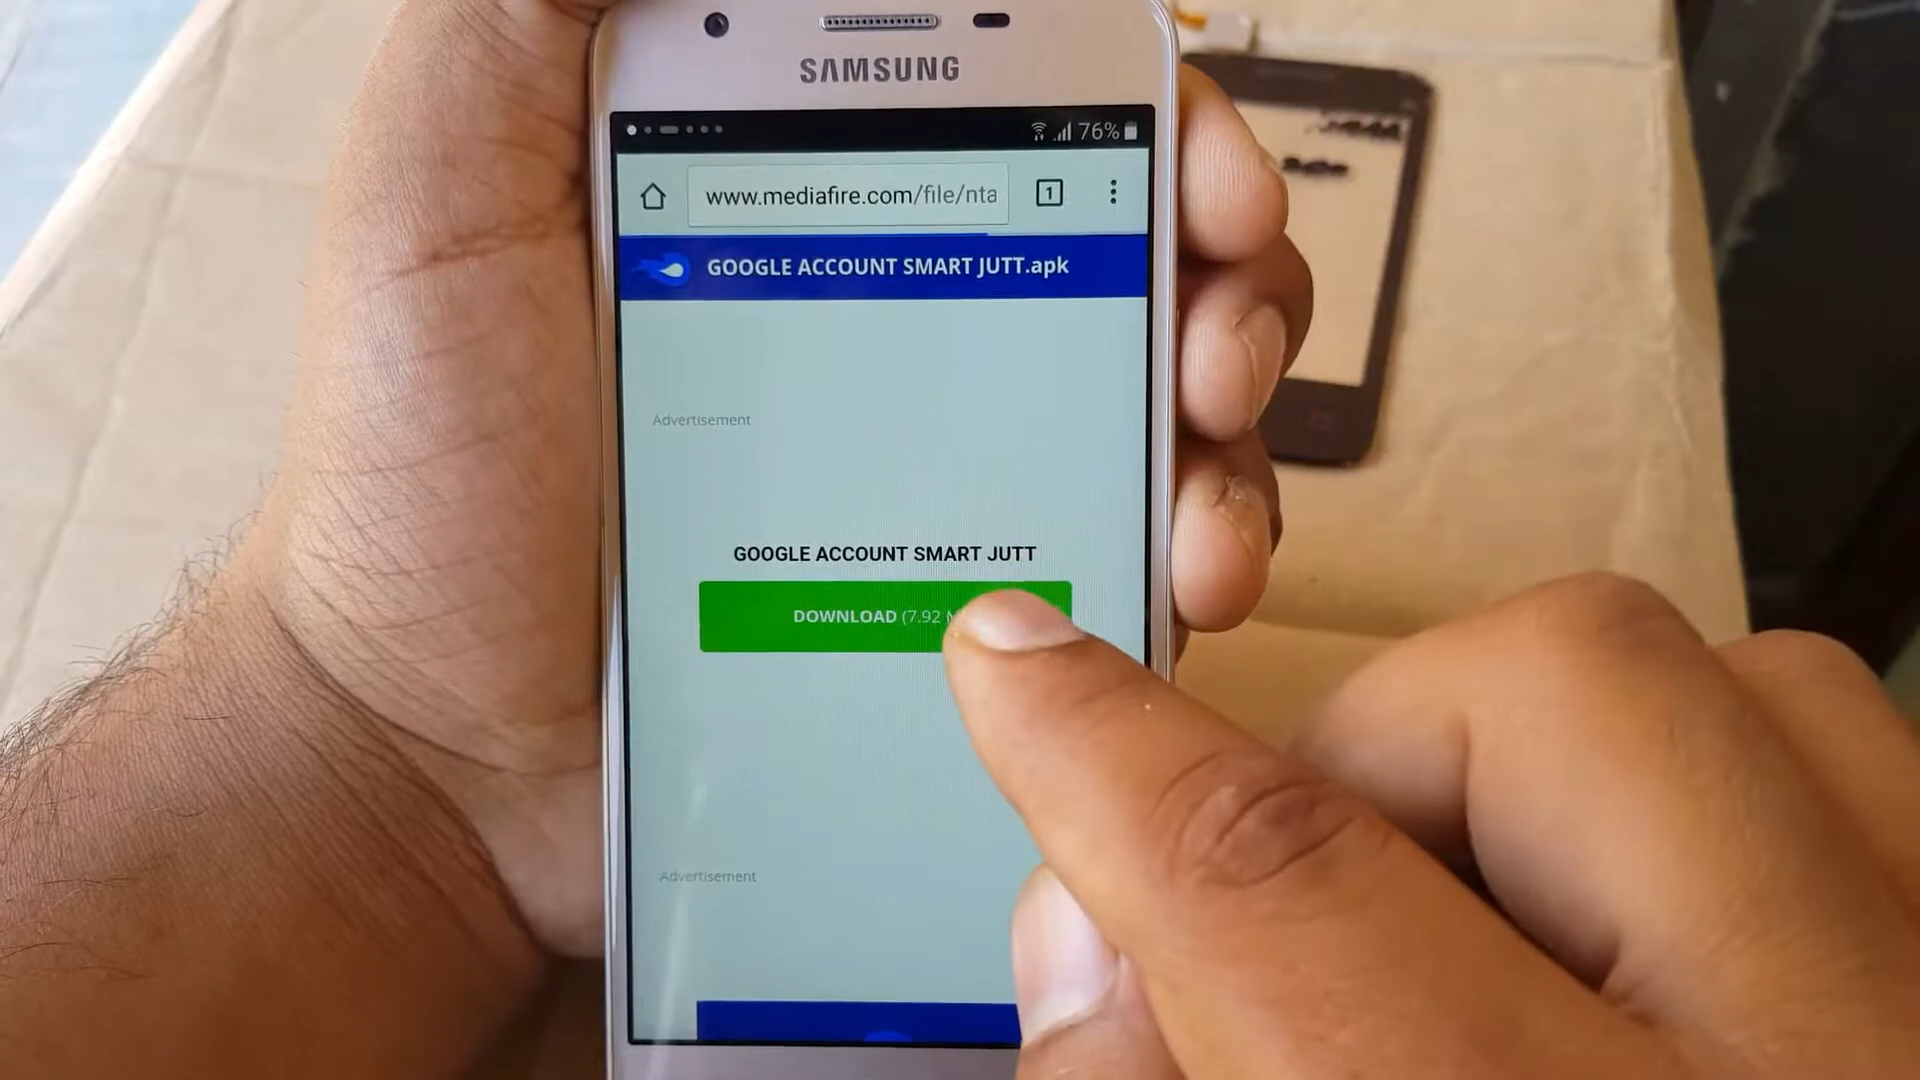 SAMSUNG
76%
www.mediafire.com/file/nta
1
GOOGLE ACCOUNT SMART JUTT.apk
Advertisement
GOOGLE ACCOUNT SMART JUTT
DOWNLOAD (7.92
Advertisement